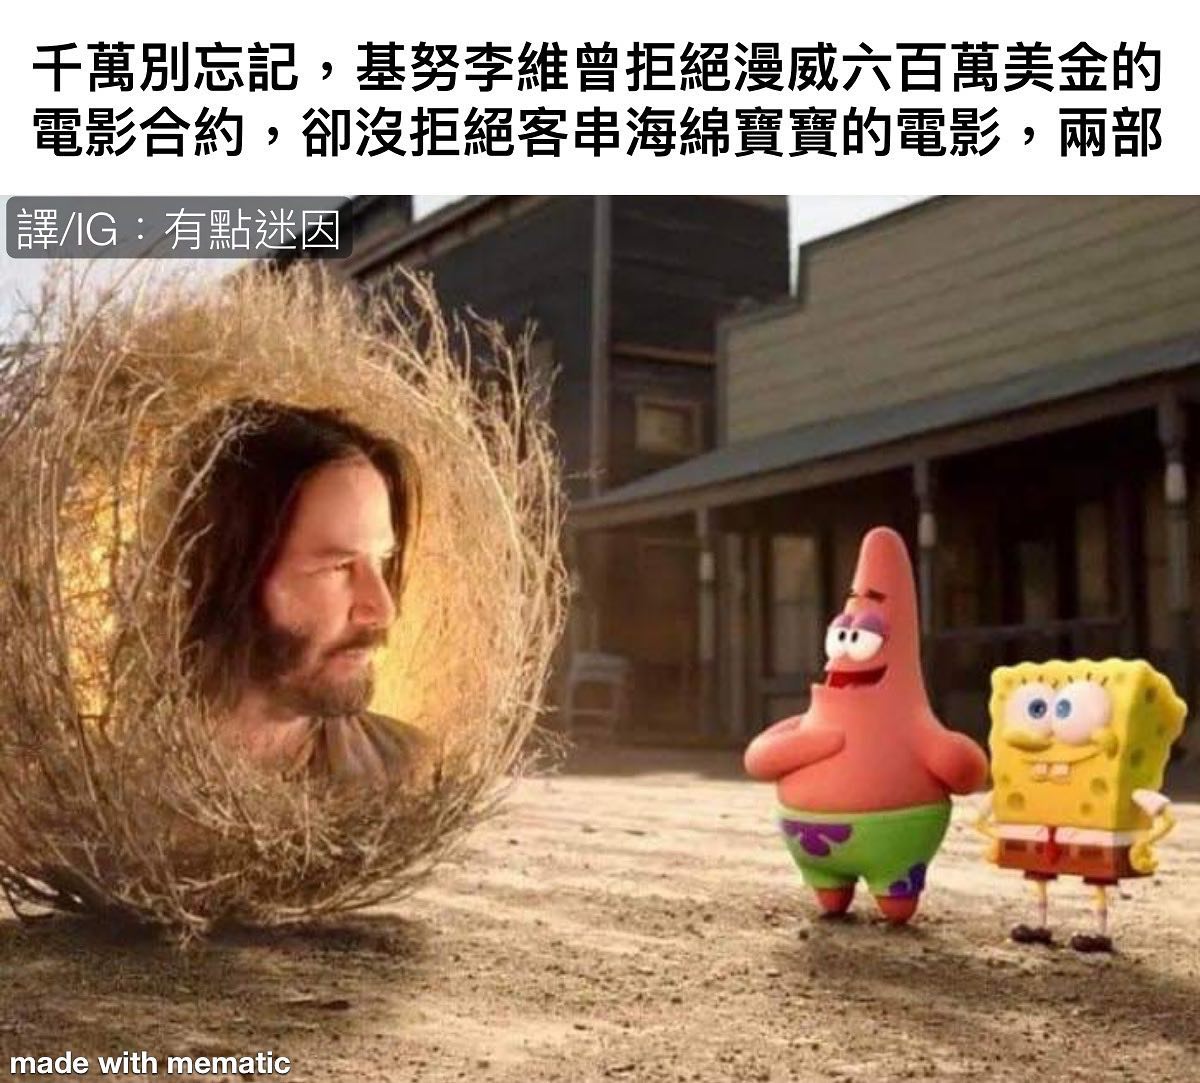 千萬別忘記，基努李維曾拒絕漫威六百萬美金的
電影合約，卻沒拒絕客串海綿寶寶的電影，兩部
譯/IG：有點迷因
made with mematic